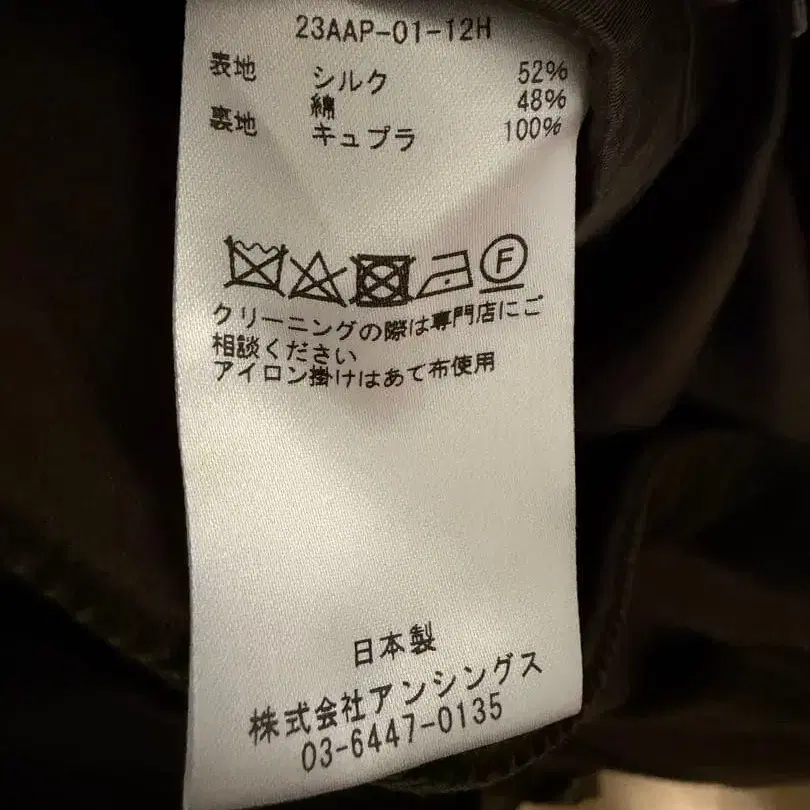 23AAP-01-12H
表地 シルク 52%
綿 48%
裏地 キュプラ 100%
F
クリーニングの際は専門店にご
相談ください
アイロン掛けはあて布使用
日本製
株式会社アンシングス
03-6447-0135